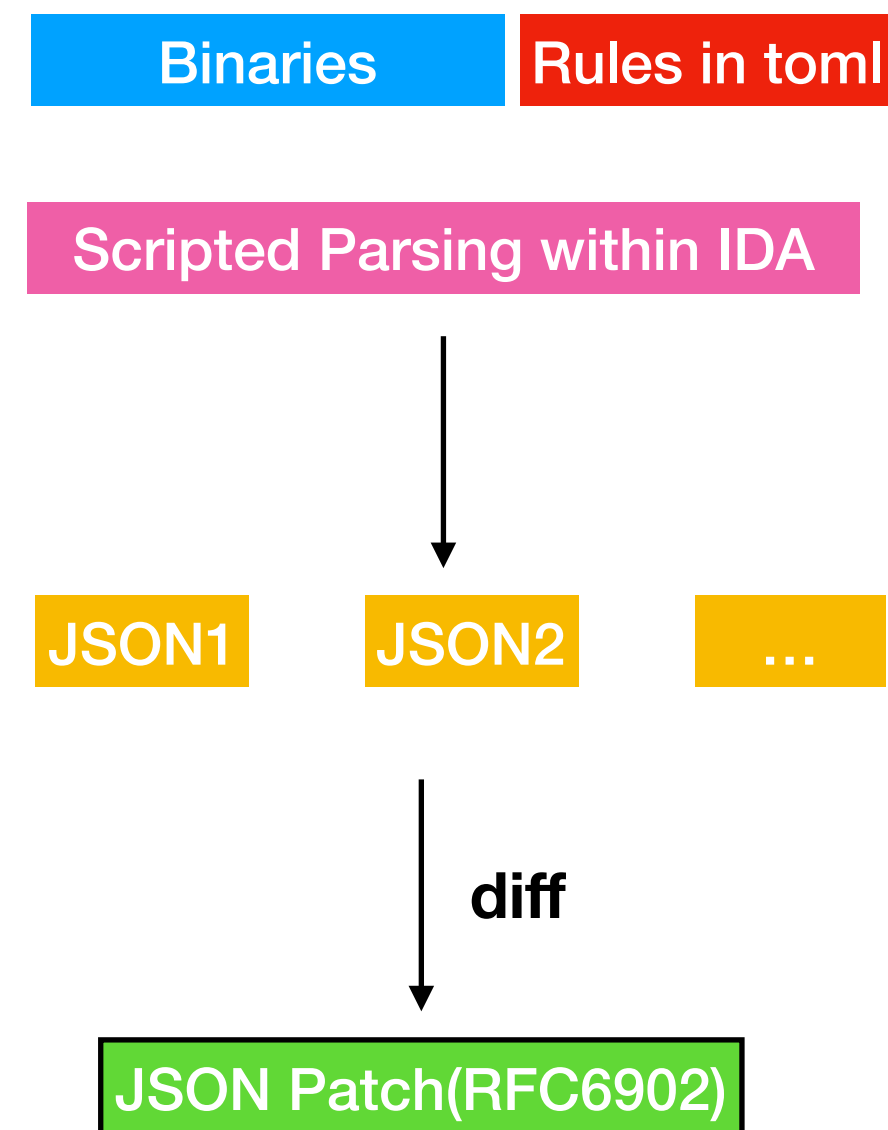 Binaries
Rules in toml
Scripted Parsing within IDA
JSON1
JSON2
...
diff
JSON Patch(RFC6902)